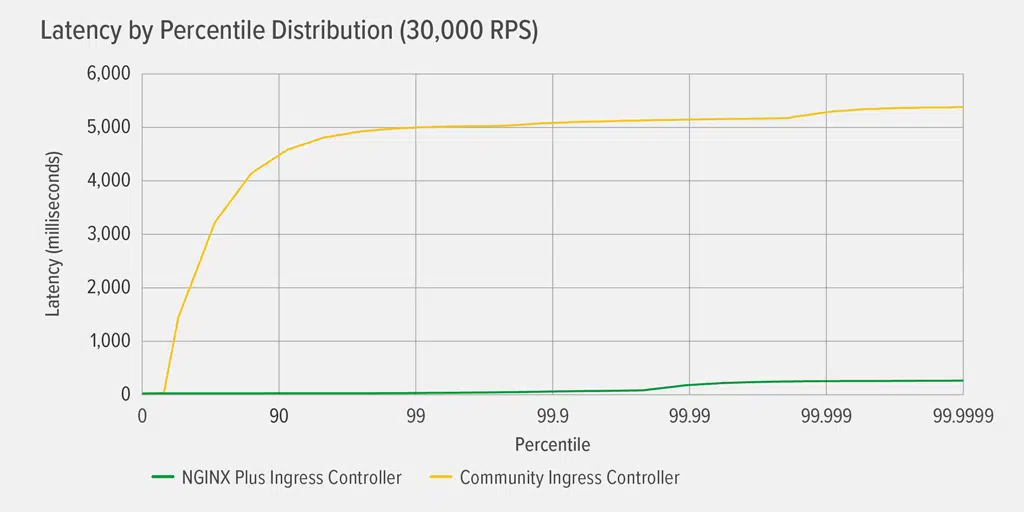 Latency by Percentile Distribution (30,000 RPS)
6,000
5,000
4,000
3,000
2,000
1,000
0
Latency (milliseconds)
0 90 99 99.9 99.99 99.999 99.9999
Percentile
NGINX Plus Ingress Controller Community Ingress Controller